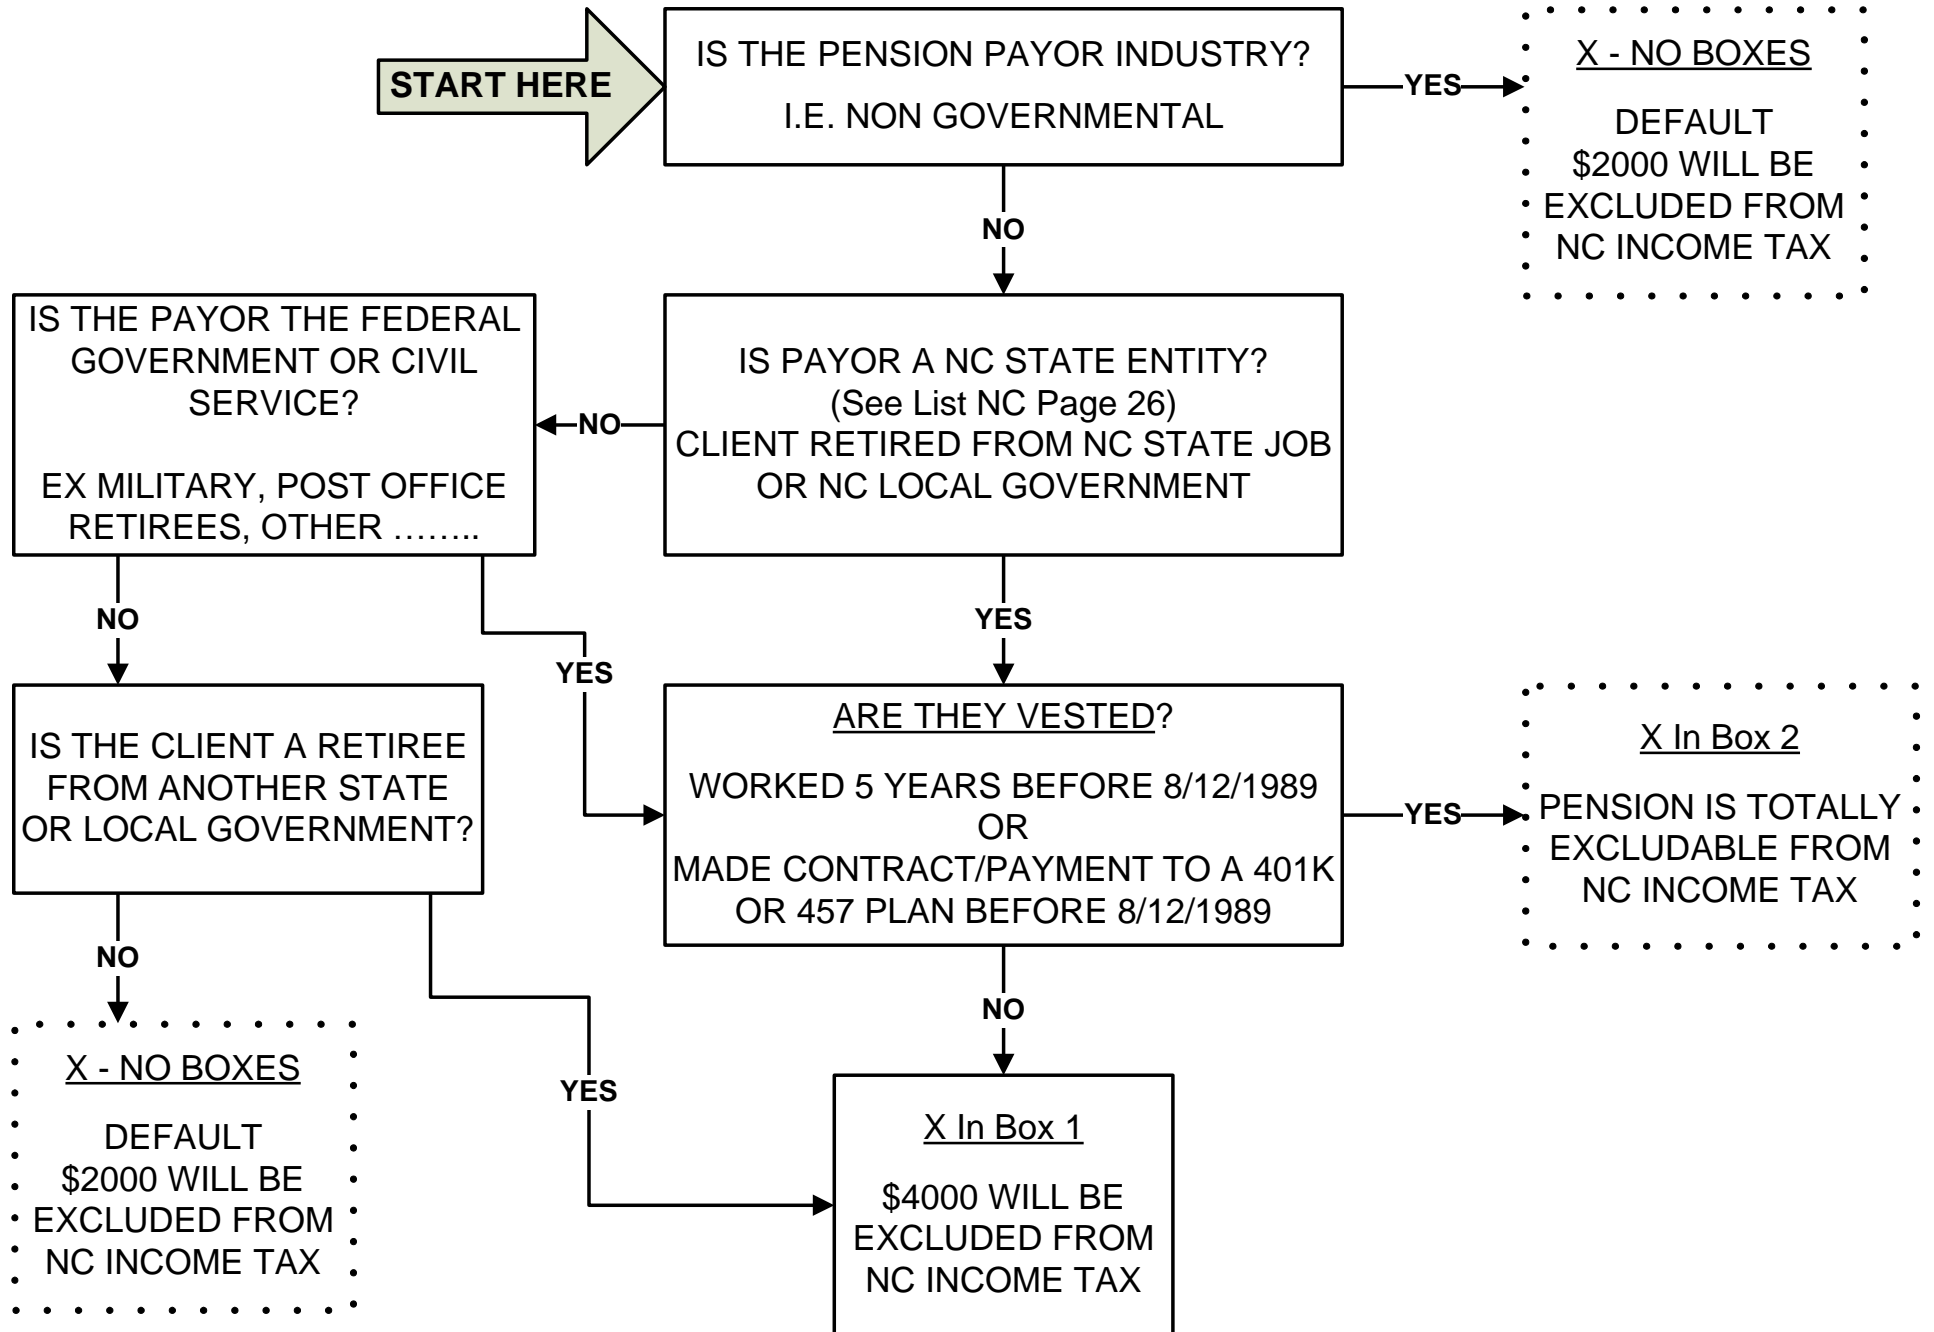 START HERE
IS THE PENSION PAYOR INDUSTRY?
I.E. NON GOVERNMENTAL
YES
X - NO BOXES
DEFAULT
$2000 WILL BE
EXCLUDED FROM
NC INCOME TAX
NO
IS PAYOR A NC STATE ENTITY?
(See List NC Page 26)
CLIENT RETIRED FROM NC STATE JOB
OR NC LOCAL GOVERNMENT
NO
IS THE PAYOR THE FEDERAL
GOVERNMENT OR CIVIL
SERVICE?
EX MILITARY, POST OFFICE
RETIREES, OTHER ……..
NO
YES
YES
IS THE CLIENT A RETIREE
FROM ANOTHER STATE
OR LOCAL GOVERNMENT?
ARE THEY VESTED?
WORKED 5 YEARS BEFORE 8/12/1989
OR
MADE CONTRACT/PAYMENT TO A 401K
OR 457 PLAN BEFORE 8/12/1989
YES
X In Box 2
PENSION IS TOTALLY
EXCLUDABLE FROM
NC INCOME TAX
NO
YES
NO
X - NO BOXES
DEFAULT
$2000 WILL BE
EXCLUDED FROM
NC INCOME TAX
X In Box 1
$4000 WILL BE
EXCLUDED FROM
NC INCOME TAX